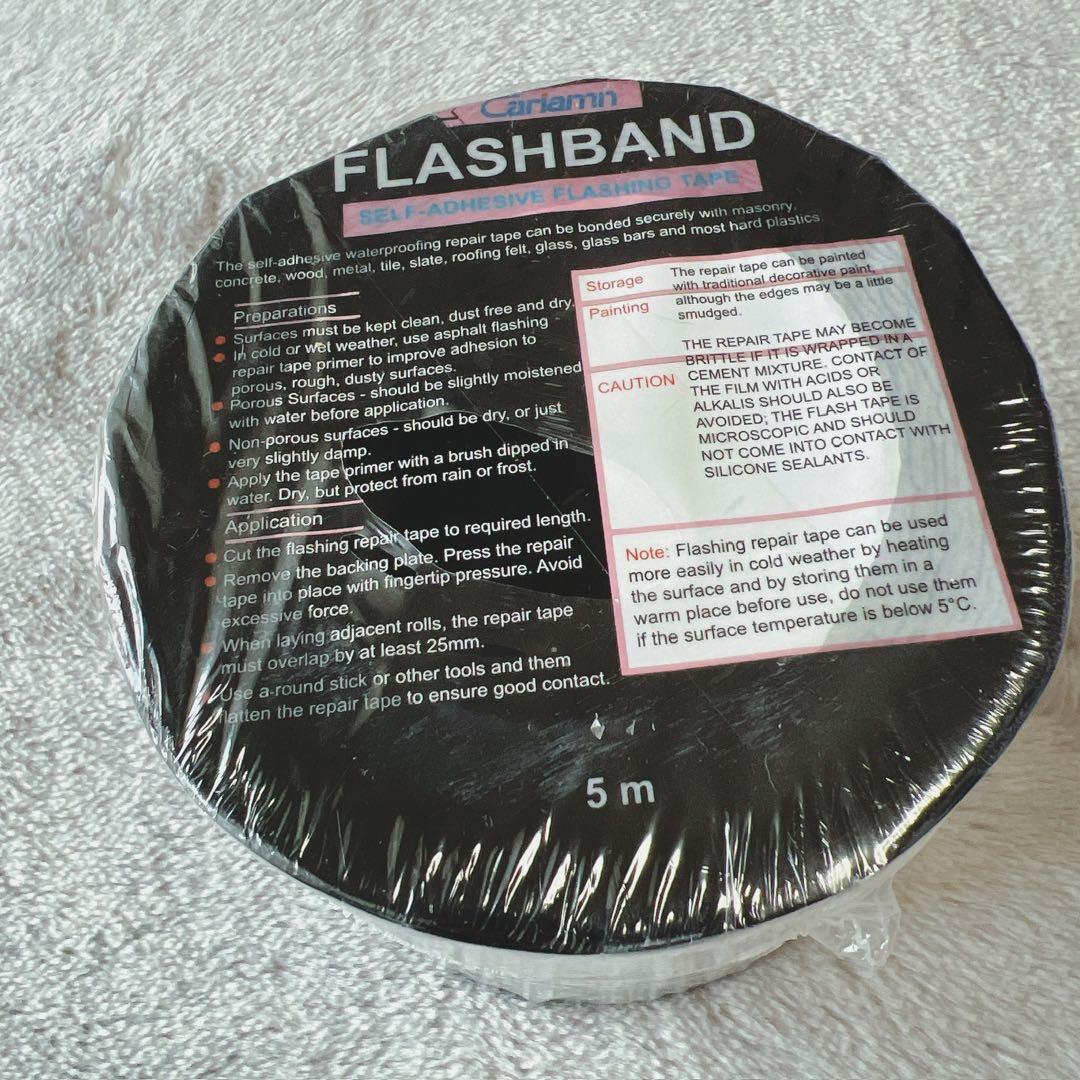 Cariamn
FLASHBAND
SELF-ADHESIVE FLASHING TAPE
The self-adhesive waterproofing repair tape can be bonded securely with masonry,
concrete, wood, metal, tile, slate, roofing felt, glass, glass bars and most hard plastics.
Preparations
Surfaces must be kept clean, dust free and dry.
In cold or wet weather, use asphalt flashing
repair tape primer to improve adhesion to
porous, rough, dusty surfaces.
Porous Surfaces - should be slightly moistened
with water before application.
Non-porous surfaces - should be dry, or just
very slightly damp.
Apply the tape primer with a brush dipped in
water. Dry, but protect from rain or frost.
Application
Cut the flashing repair tape to required length.
Remove the backing plate. Press the repair
tape into place with fingertip pressure. Avoid
excessive force.
When laying adjacent rolls, the repair tape
must overlap by at least 25mm.
Use a round stick or other tools and them
flatten the repair tape to ensure good contact.
Storage
Painting
The repair tape can be painted
with traditional decorative paint,
although the edges may be a little
smudged.
CAUTION
THE REPAIR TAPE MAY BECOME
BRITTLE IF IT IS WRAPPED IN A
CEMENT MIXTURE, CONTACT OF
THE FILM WITH ACIDS OR
ALKALIS SHOULD ALSO BE
AVOIDED; THE FLASH TAPE IS
MICROSCOPIC AND SHOULD
NOT COME INTO CONTACT WITH
SILICONE SEALANTS.
Note: Flashing repair tape can be used
more easily in cold weather by heating
the surface and by storing them in a
warm place before use, do not use them
if the surface temperature is below 5°C.
5 m